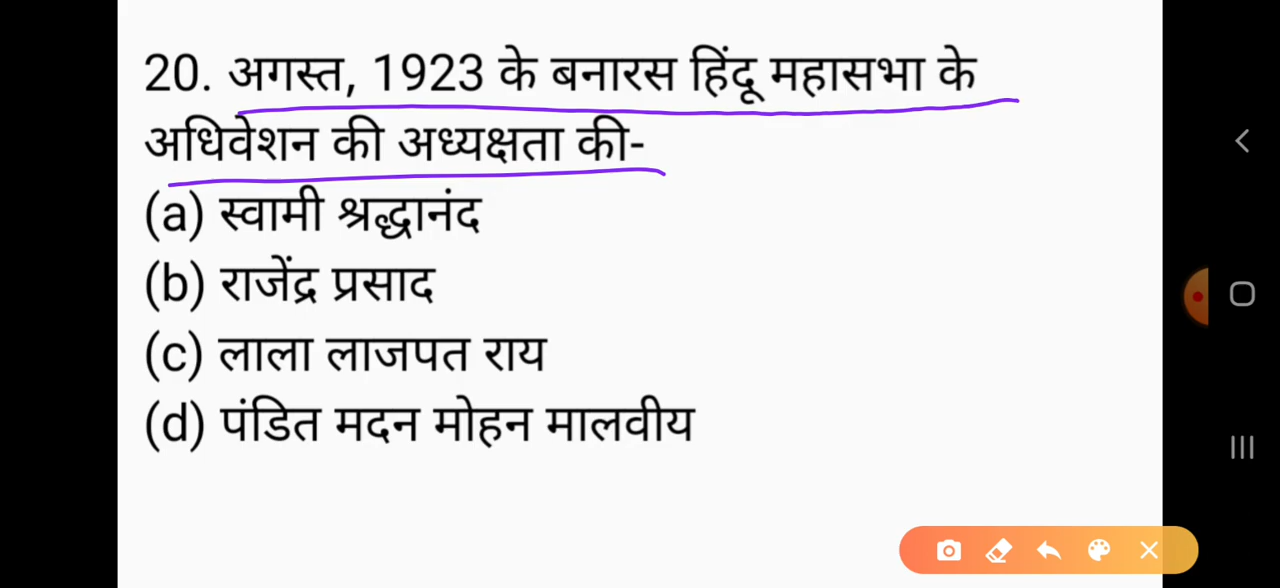 20. अगस्त, 1923 के बनारस हिंदू महासभा के
अधिवेशन की अध्यक्षता की-
(a) स्वामी श्रद्धानंद
(b) राजेंद्र प्रसाद
(c) लाला लाजपत राय
(d) पंडित मदन मोहन मालवीय